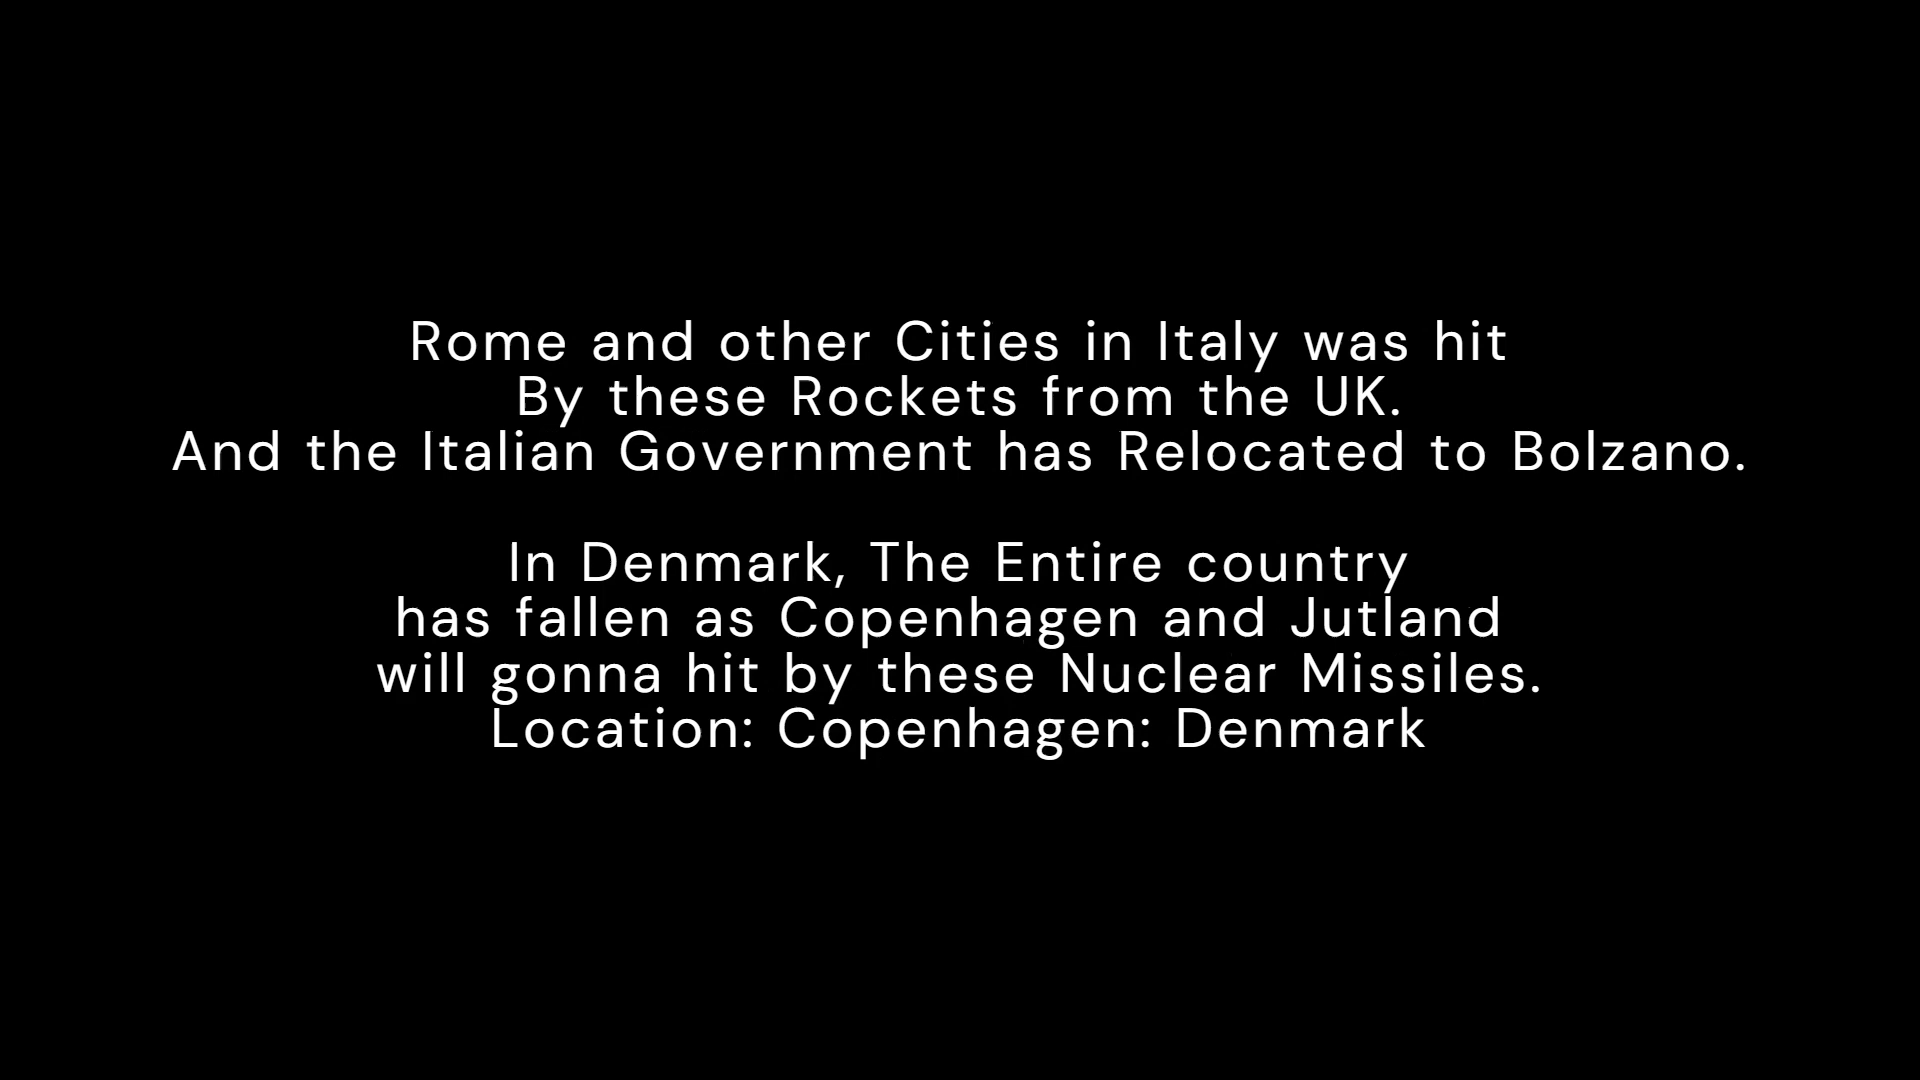 Rome and other Cities in Italy was hit
By these Rockets from the UK.
And the Italian Government has Relocated to Bolzano.
In Denmark, The Entire country
has fallen as Copenhagen and Jutland
will gonna hit by these Nuclear Missiles.
Location: Copenhagen: Denmark